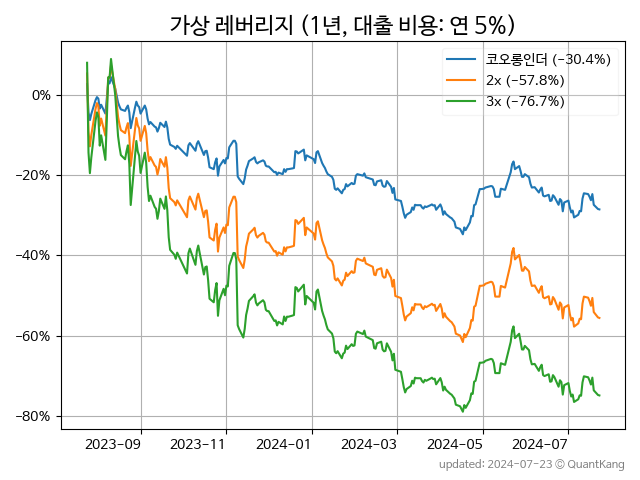 가상 레버리지 (1년, 대출 비용: 연 5%)
코오롱인더 (−30.4%)
2x (−57.8%)
3x (−76.7%)
0%
−20%
−40%
−60%
−80%
2023-09 2023-11 2024-01 2024-03 2024-05 2024-07
updated: 2024-07-23 © QuantKang